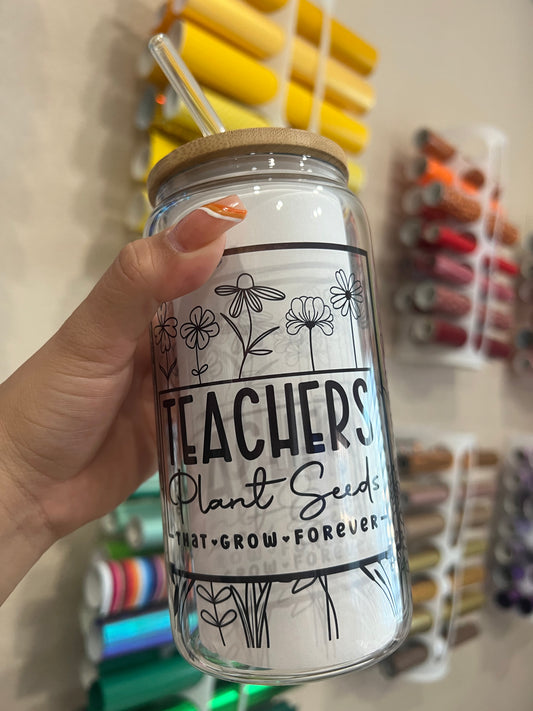 TEACHERS
Plant Seeds
-THAT♥GROW♥FOREVER-